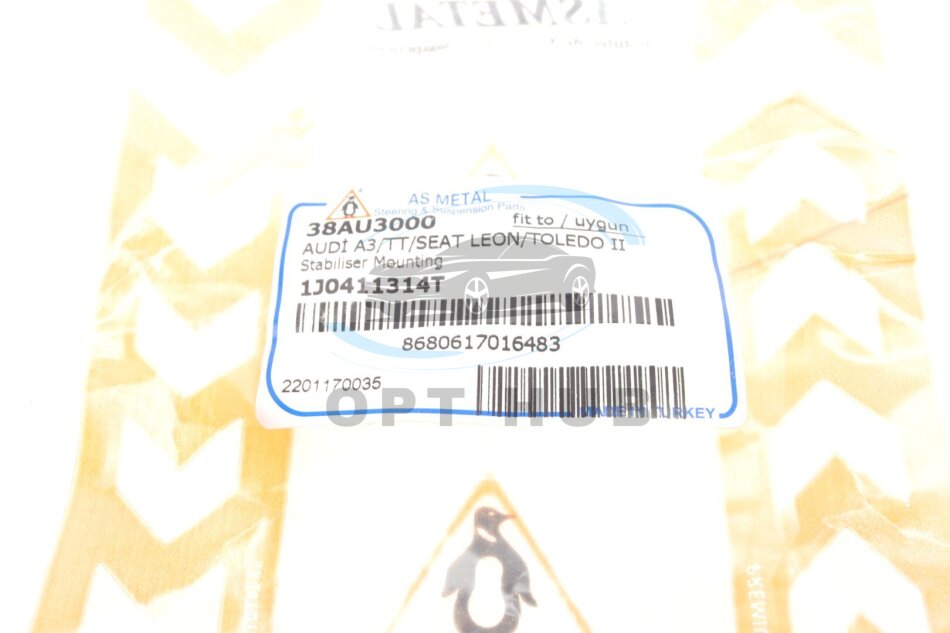 ASMETAL
AS METAL
Steering & Suspension Parts
38AU3000
fit to / uygun
AUDİ A3/TT/SEAT LEON/TOLEDO II
Stabiliser Mounting
1J0411314T
8680617016483
2201170035
OPT HUB
MADE IN TURKEY